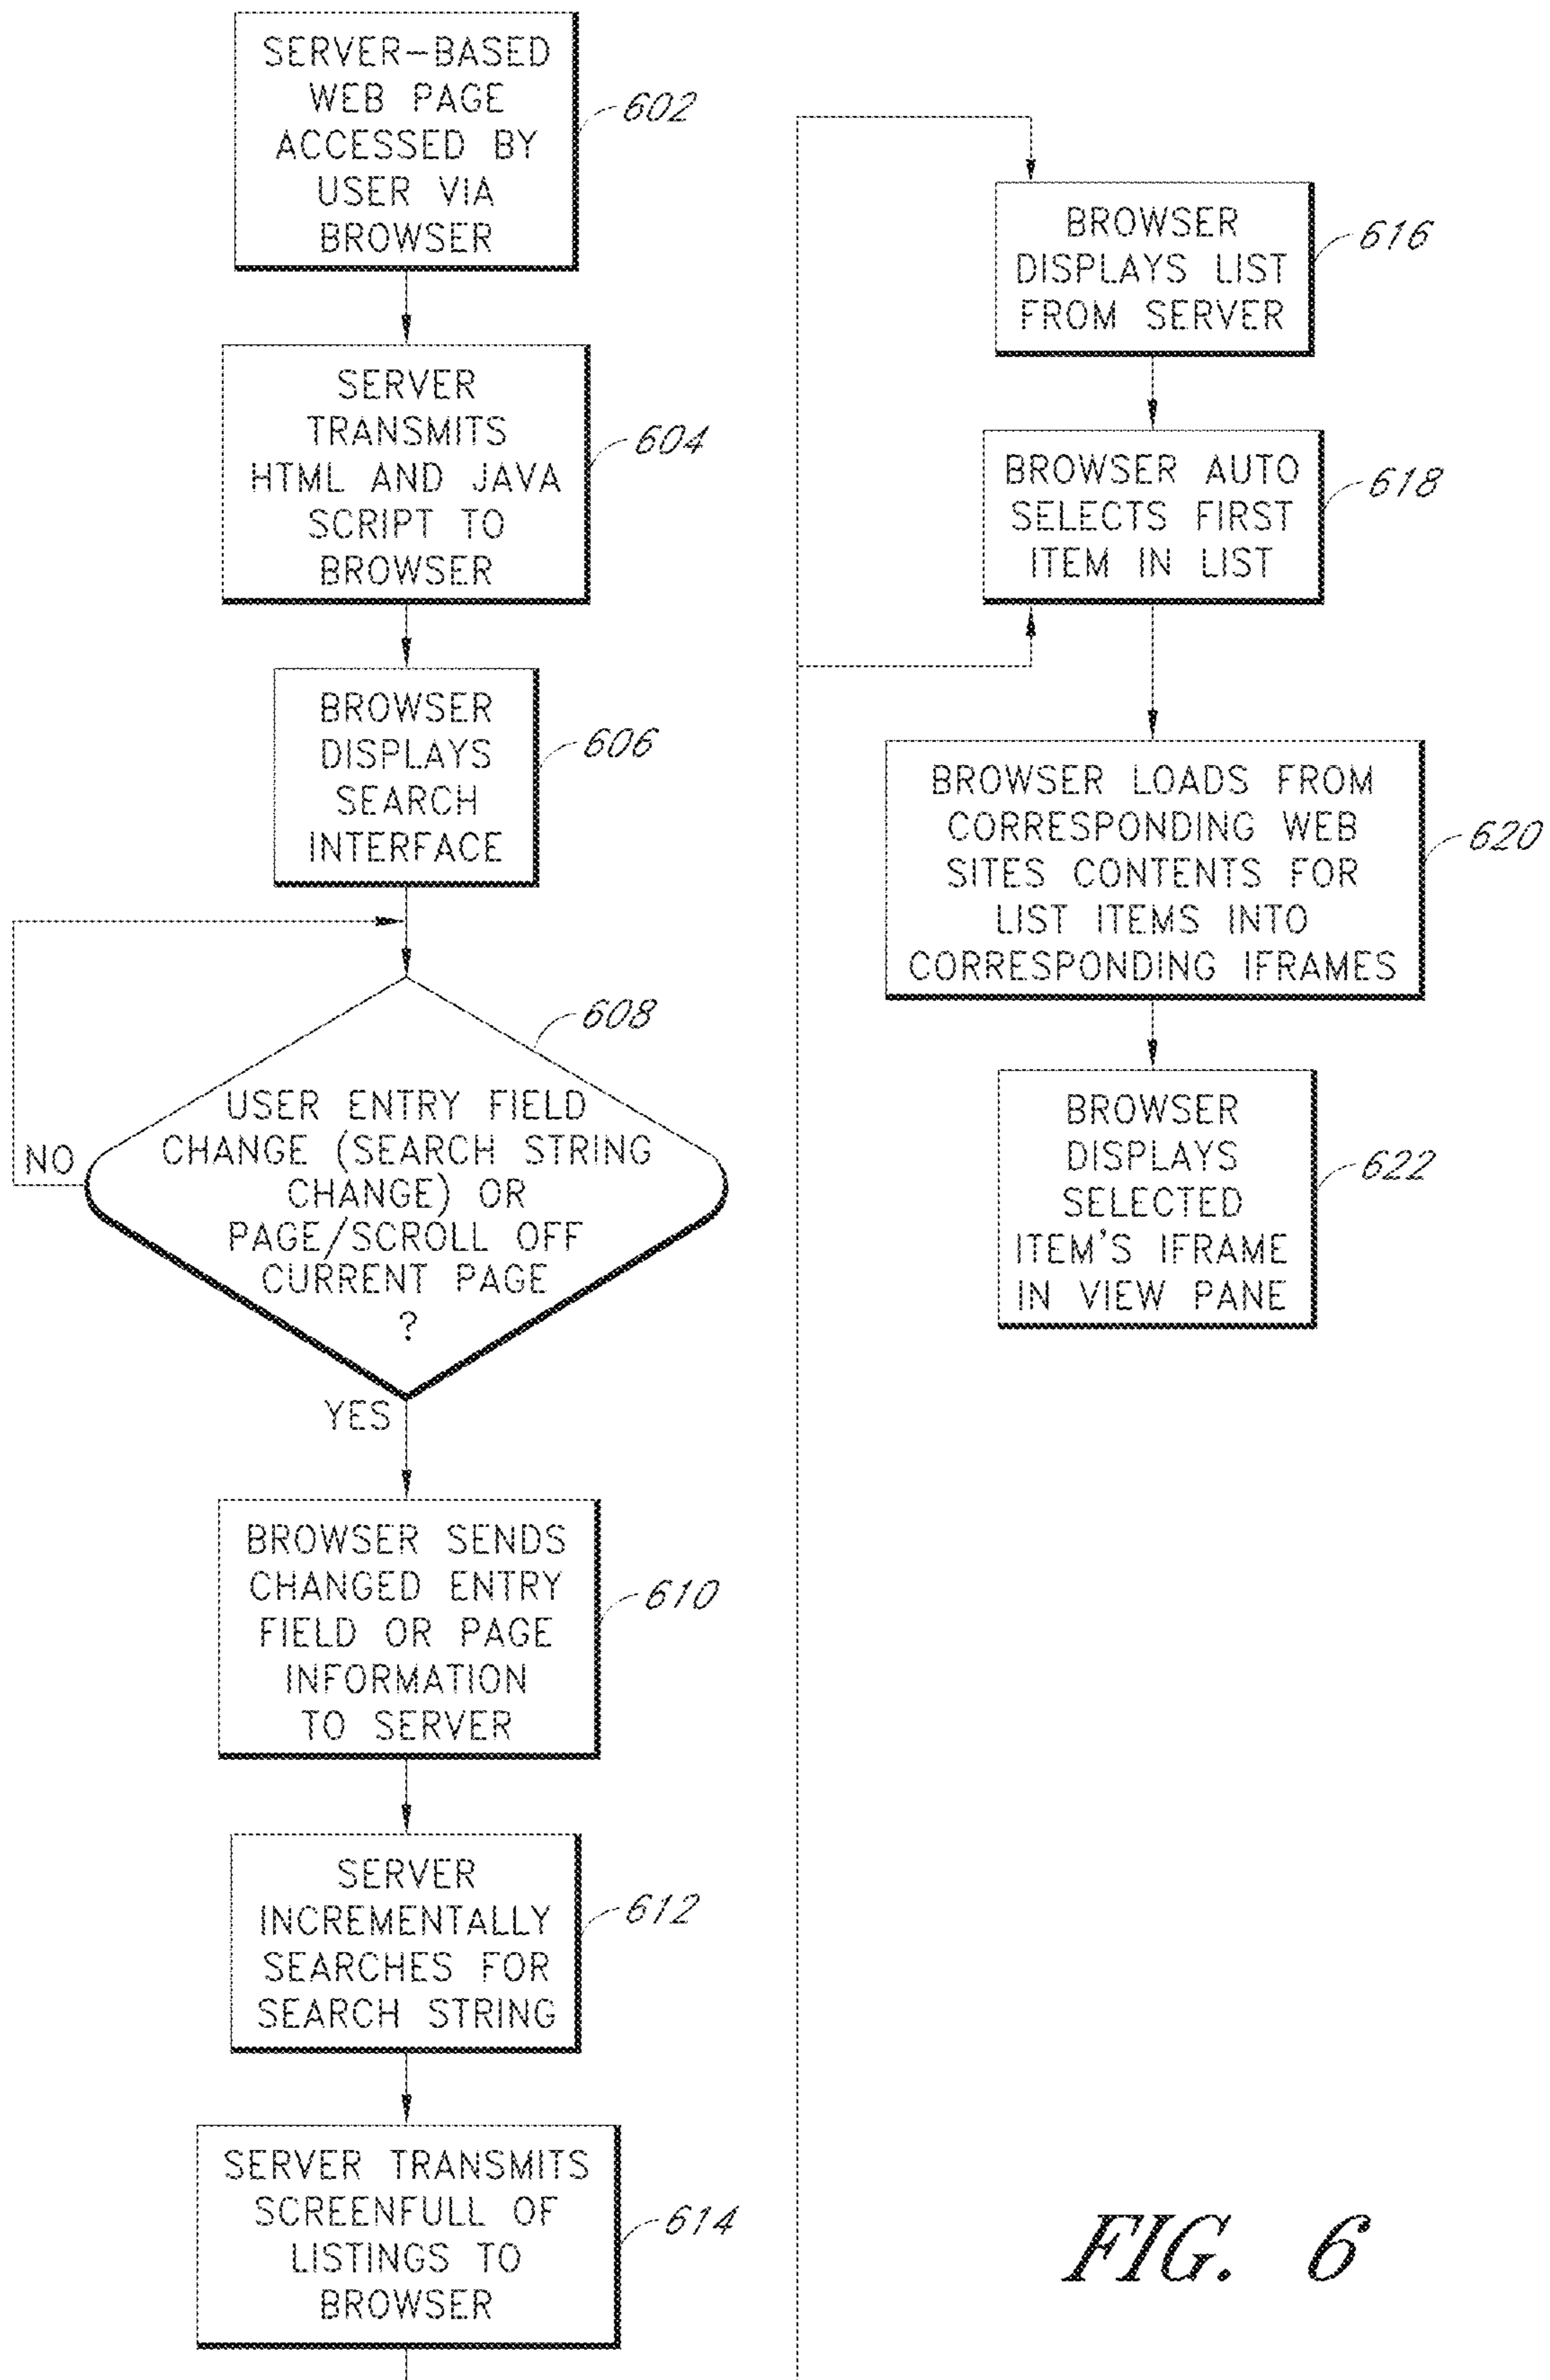 SERVER-BASED
WEB PAGE
ACCESSED BY
USER VIA
BROWSER
602
SERVER
TRANSMITS
HTML AND JAVA
SCRIPT TO
BROWSER
604
BROWSER
DISPLAYS
SEARCH
INTERFACE
606
608
USER ENTRY FIELD
CHANGE (SEARCH STRING
CHANGE) OR
PAGE/SCROLL OFF
CURRENT PAGE
?
NO
YES
BROWSER SENDS
CHANGED ENTRY
FIELD OR PAGE
INFORMATION
TO SERVER
610
SERVER
INCREMENTALLY
SEARCHES FOR
SEARCH STRING
612
SERVER TRANSMITS
SCREENFULL OF
LISTINGS TO
BROWSER
614
BROWSER
DISPLAYS LIST
FROM SERVER
616
BROWSER AUTO
SELECTS FIRST
ITEM IN LIST
618
BROWSER LOADS FROM
CORRESPONDING WEB
SITES CONTENTS FOR
LIST ITEMS INTO
CORRESPONDING IFRAMES
620
BROWSER
DISPLAYS
SELECTED
ITEM'S IFRAME
IN VIEW PANE
622
FIG. 6